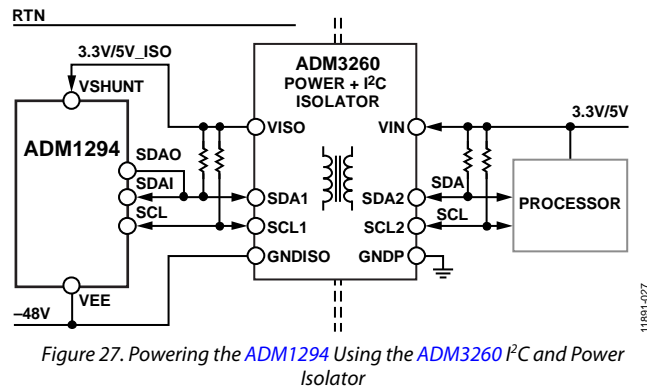 RTN
3.3V/5V_ISO
VSHUNT
ADM1294
SDAO
SDAI
SCL
VEE
–48V
ADM3260
POWER + I2C
ISOLATOR
VISO
VIN
SDA1
SDA2
SCL1
SCL2
GNDISO
GNDP
3.3V/5V
SDA
SCL
PROCESSOR
11891-027
Figure 27. Powering the ADM1294 Using the ADM3260 I2C and Power
Isolator